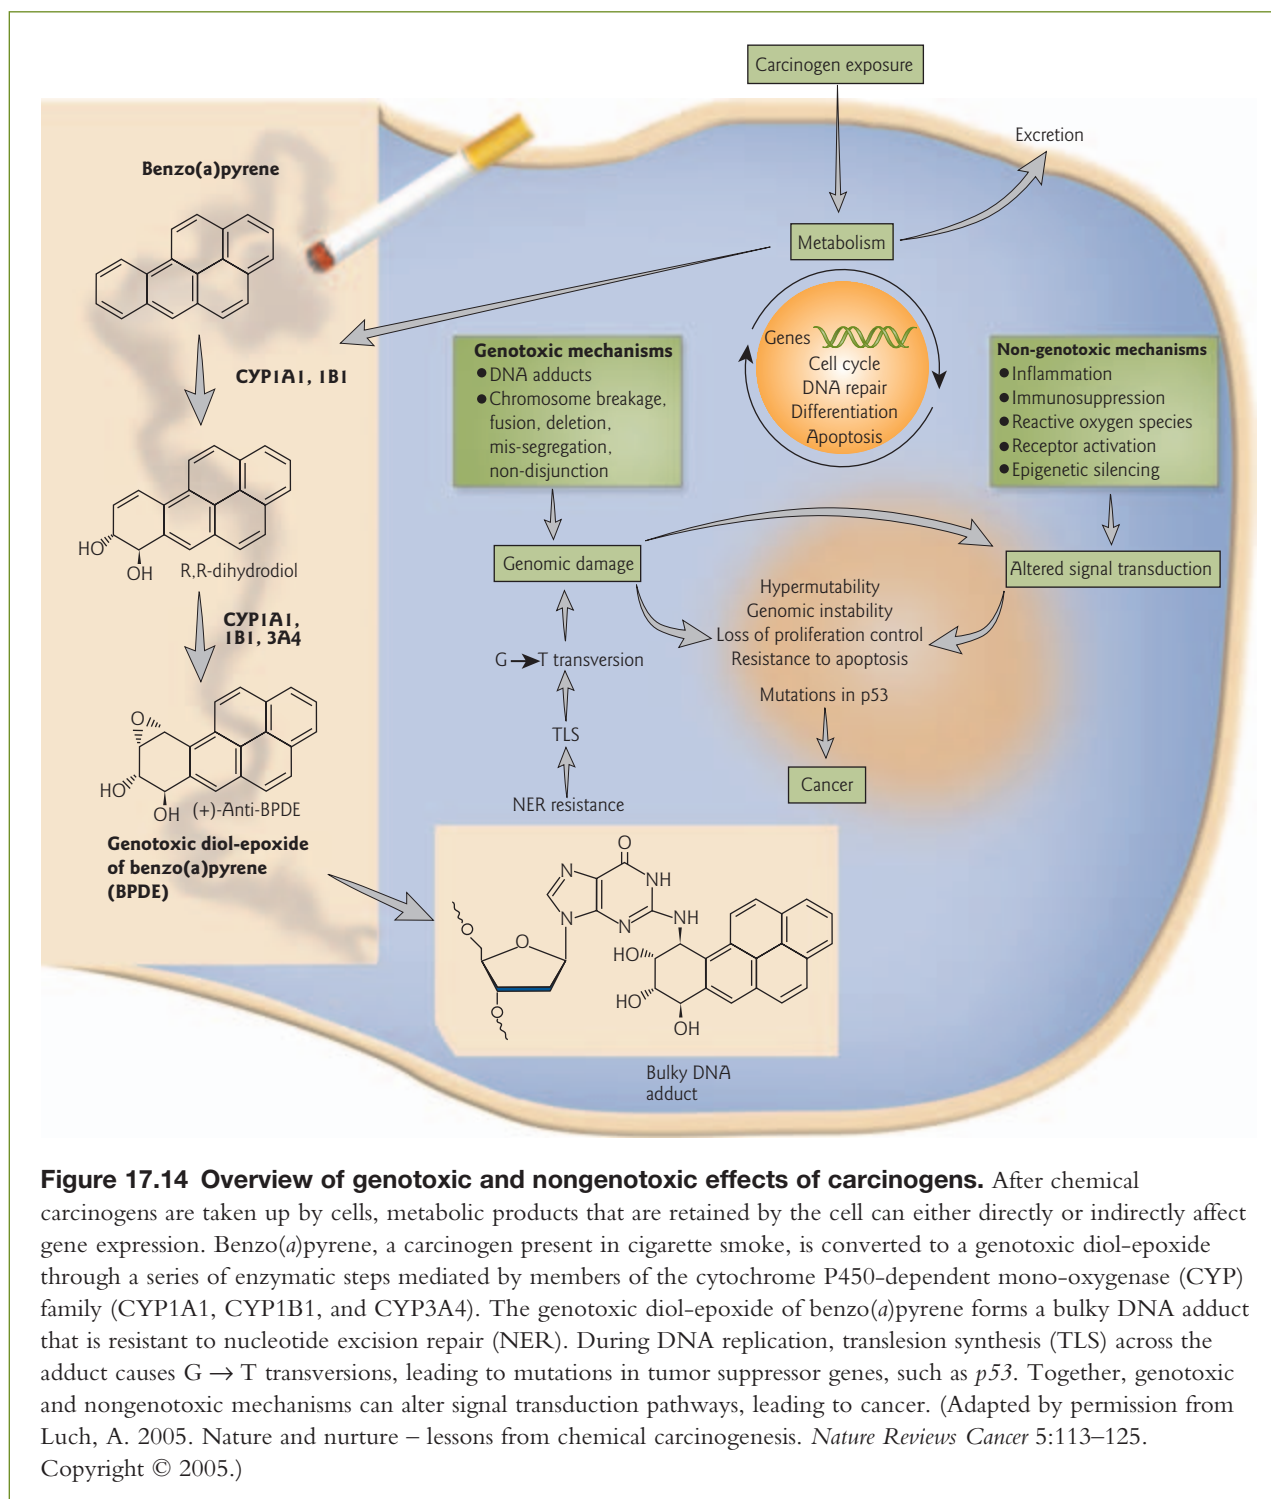 Carcinogen exposure
Excretion
Metabolism
Benzo(a)pyrene
CYP1A1, 1B1
HO
OH
R,R-dihydrodiol
CYP1A1,
1B1, 3A4
O
HO
OH
(+)-Anti-BPDE
Genotoxic diol-epoxide
of benzo(a)pyrene
(BPDE)
Genotoxic mechanisms
● DNA adducts
● Chromosome breakage,
fusion, deletion,
mis-segregation,
non-disjunction
Genes
Cell cycle
DNA repair
Differentiation
Apoptosis
Non-genotoxic mechanisms
● Inflammation
● Immunosuppression
● Reactive oxygen species
● Receptor activation
● Epigenetic silencing
Genomic damage
Altered signal transduction
Hypermutability
Genomic instability
Loss of proliferation control
Resistance to apoptosis
Mutations in p53
Cancer
G → T transversion
TLS
NER resistance
O
N
NH
N
N
NH
O
O
O
HO
HO
OH
Bulky DNA
adduct
Figure 17.14 Overview of genotoxic and nongenotoxic effects of carcinogens. After chemical
carcinogens are taken up by cells, metabolic products that are retained by the cell can either directly or indirectly affect
gene expression. Benzo(a)pyrene, a carcinogen present in cigarette smoke, is converted to a genotoxic diol-epoxide
through a series of enzymatic steps mediated by members of the cytochrome P450-dependent mono-oxygenase (CYP)
family (CYP1A1, CYP1B1, and CYP3A4). The genotoxic diol-epoxide of benzo(a)pyrene forms a bulky DNA adduct
that is resistant to nucleotide excision repair (NER). During DNA replication, translesion synthesis (TLS) across the
adduct causes G → T transversions, leading to mutations in tumor suppressor genes, such as p53. Together, genotoxic
and nongenotoxic mechanisms can alter signal transduction pathways, leading to cancer. (Adapted by permission from
Luch, A. 2005. Nature and nurture – lessons from chemical carcinogenesis. Nature Reviews Cancer 5:113–125.
Copyright © 2005.)